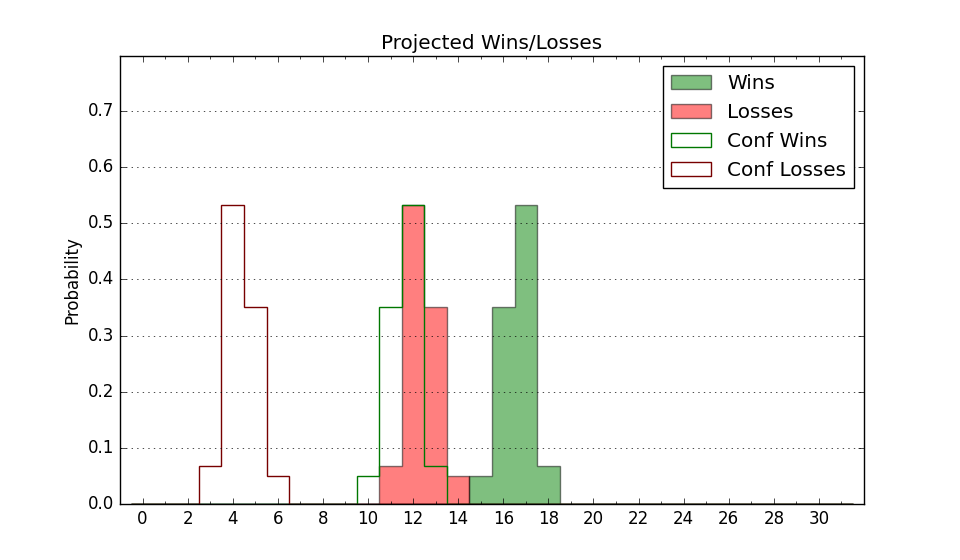 Projected Wins/Losses
Wins
Losses
Conf Wins
Conf Losses
Probability
0.7
0.6
0.5
0.4
0.3
0.2
0.1
0.0
0 2 4 6 8 10 12 14 16 18 20 22 24 26 28 30